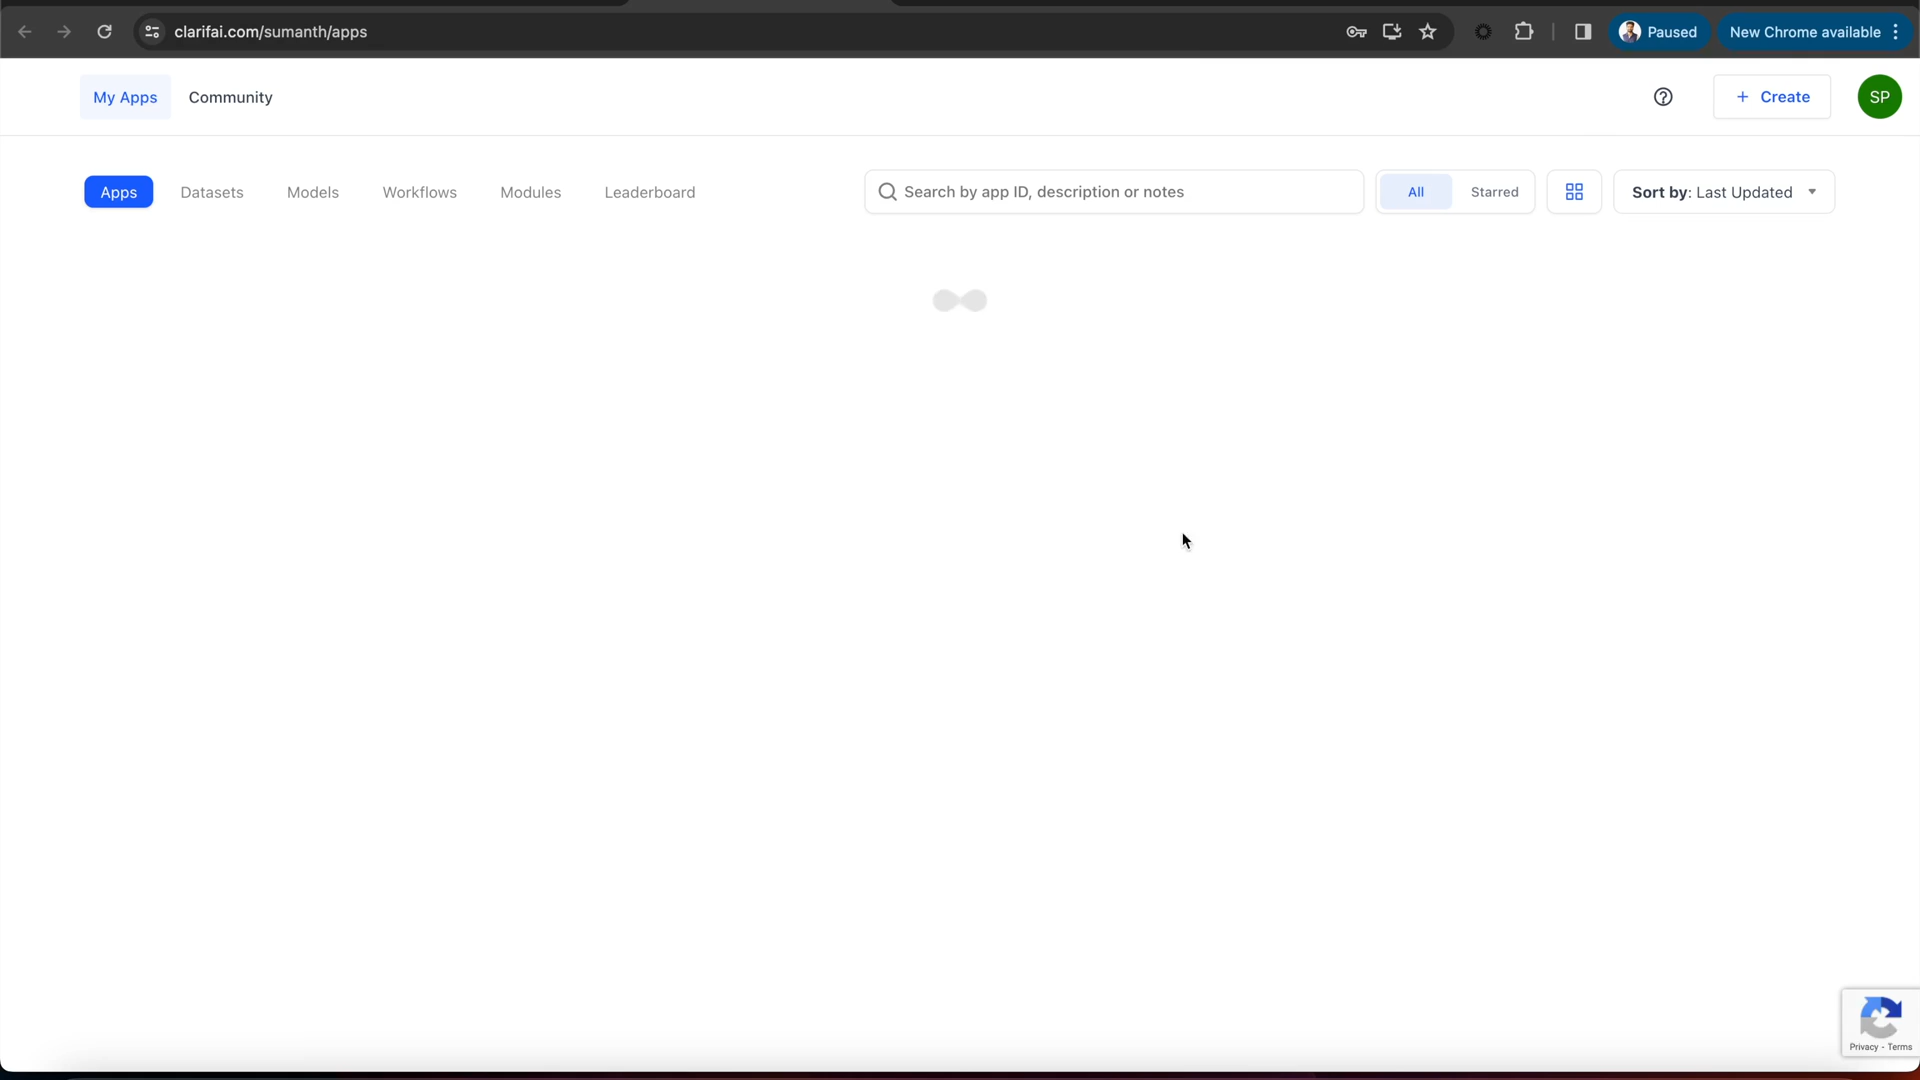 clarifai.com/sumanth/apps
Paused
New Chrome available
My Apps
Community
+ Create
SP
Apps
Datasets
Models
Workflows
Modules
Leaderboard
Search by app ID, description or notes
All
Starred
Sort by: Last Updated
Privacy - Terms